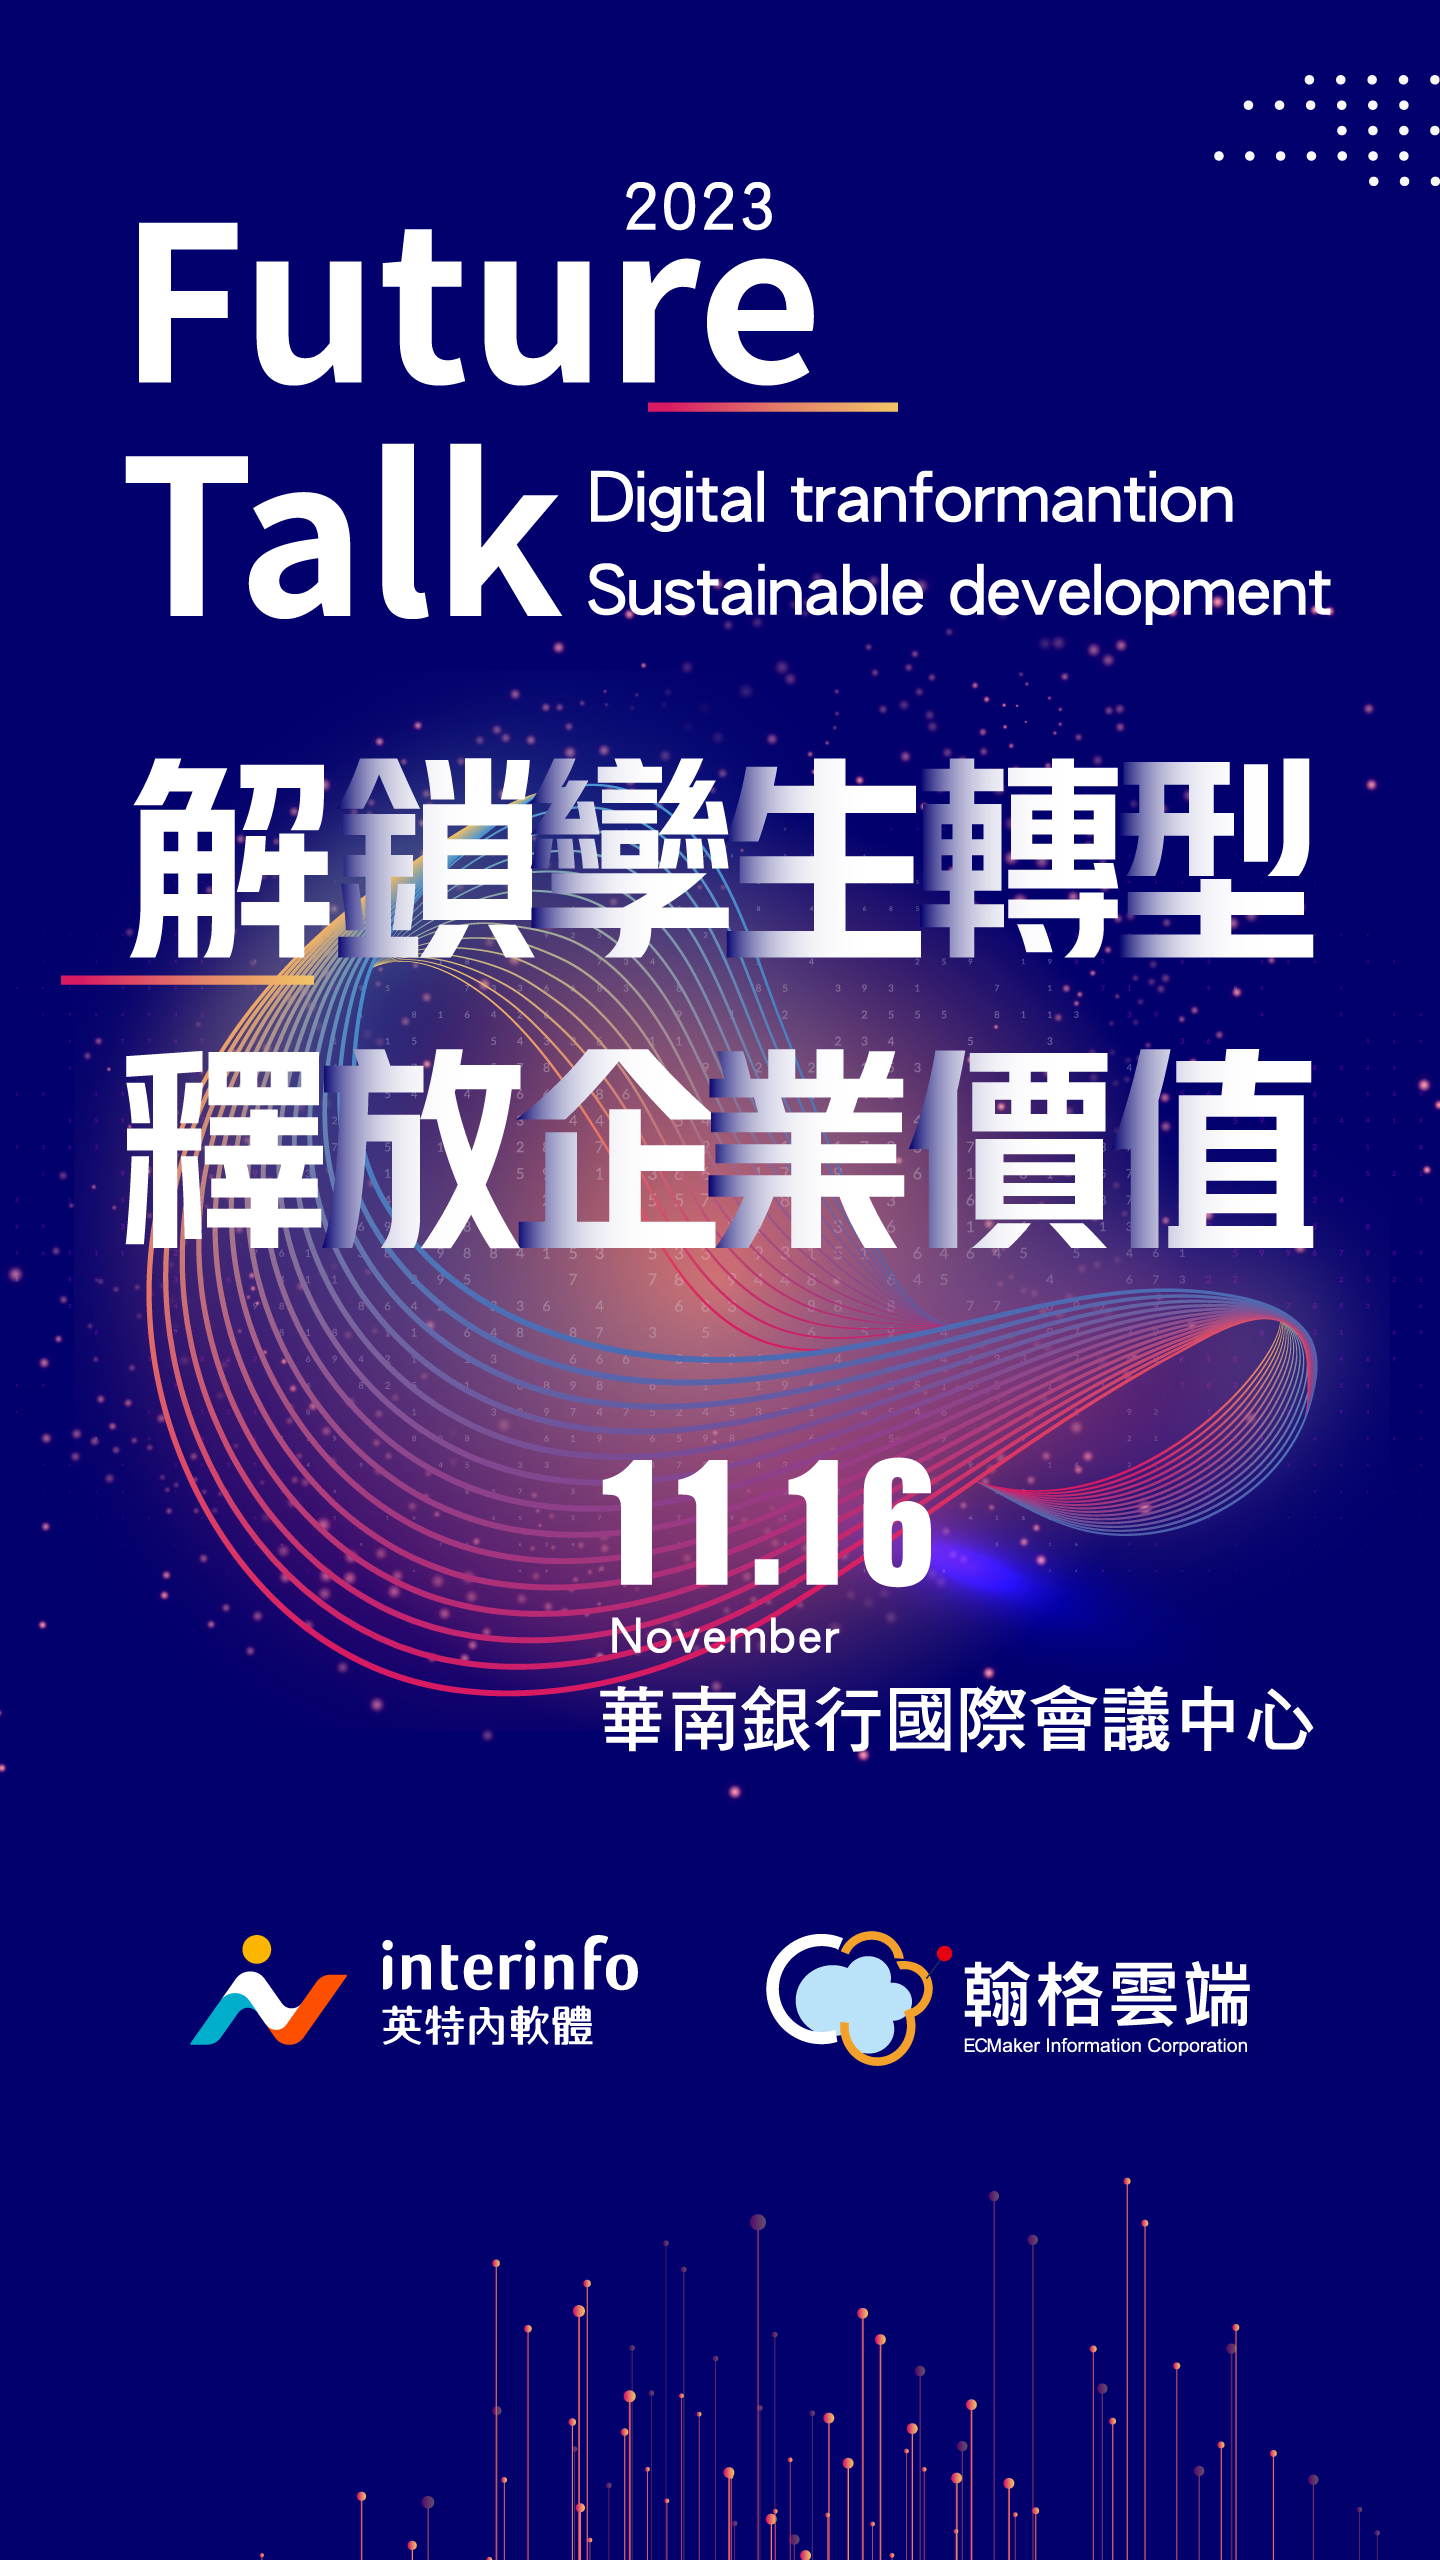 2023
Future
Talk
Digital tranformantion
Sustainable development
解鎖孿生轉型
釋放企業價值
11.16
November
華南銀行國際會議中心
interinfo
英特內軟體
翰格雲端
ECMaker Information Corporation